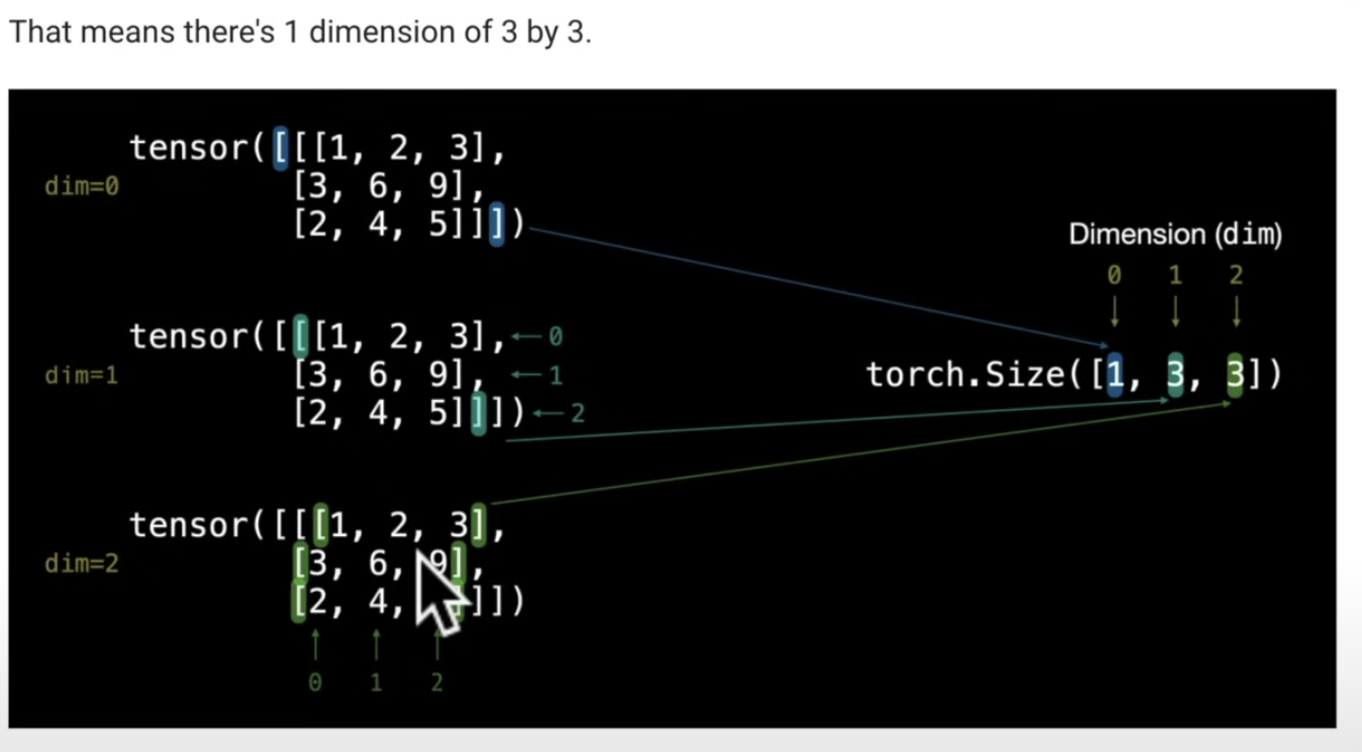 That means there's 1 dimension of 3 by 3.
tensor([[[1, 2, 3],
dim=0
[3, 6, 9],
[2, 4, 5]]])
Dimension (dim)
0 1 2
torch.Size([1, 3, 3])
tensor([[[1, 2, 3], 0
dim=1
[3, 6, 9], 1
[2, 4, 5]]]) 2
tensor([[[1, 2, 3],
dim=2
[3, 6, 9],
[2, 4, ]]])
0 1 2